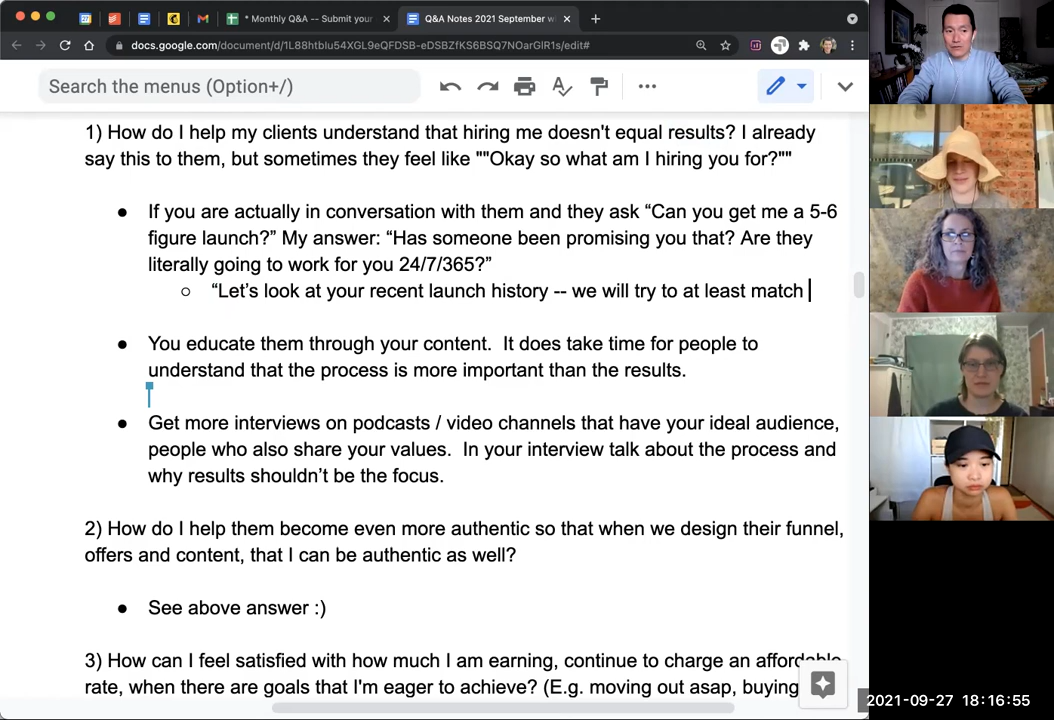 * Monthly Q&A -- Submit your
Q&A Notes 2021 September w
docs.google.com/document/d/1L88htbIu54XGL9eQFDSB-eDSBZfKS6BSQ7NOarGIR1s/edit#
Search the menus (Option+/)
1) How do I help my clients understand that hiring me doesn't equal results? I already
say this to them, but sometimes they feel like ""Okay so what am I hiring you for?""
● If you are actually in conversation with them and they ask “Can you get me a 5-6
figure launch?” My answer: “Has someone been promising you that? Are they
literally going to work for you 24/7/365?”
○ “Let’s look at your recent launch history -- we will try to at least match
● You educate them through your content. It does take time for people to
understand that the process is more important than the results.
● Get more interviews on podcasts / video channels that have your ideal audience,
people who also share your values. In your interview talk about the process and
why results shouldn’t be the focus.
2) How do I help them become even more authentic so that when we design their funnel,
offers and content, that I can be authentic as well?
● See above answer :)
3) How can I feel satisfied with how much I am earning, continue to charge an affordable
rate, when there are goals that I'm eager to achieve? (E.g. moving out asap, buying
2021-09-27 18:16:55